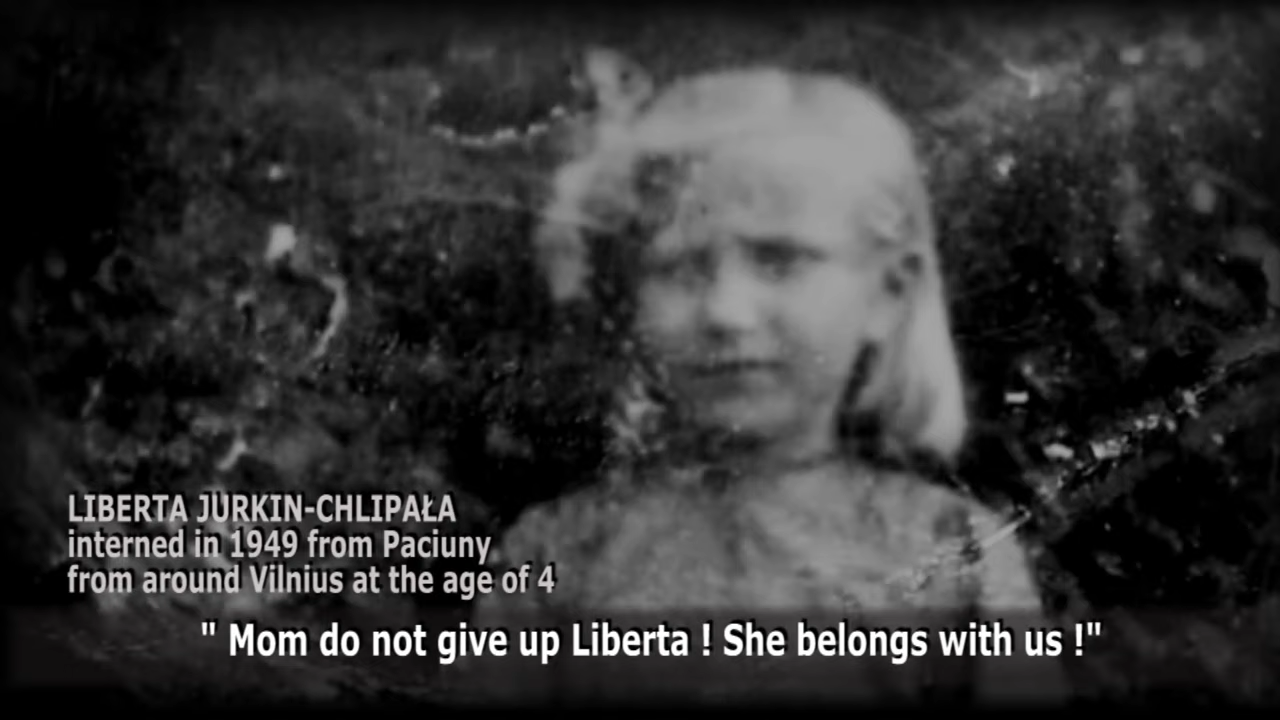 LIBERTA JURKIN-CHLIPAŁA
interned in 1949 from Paciuny
from around Vilnius at the age of 4
" Mom do not give up Liberta ! She belongs with us !"